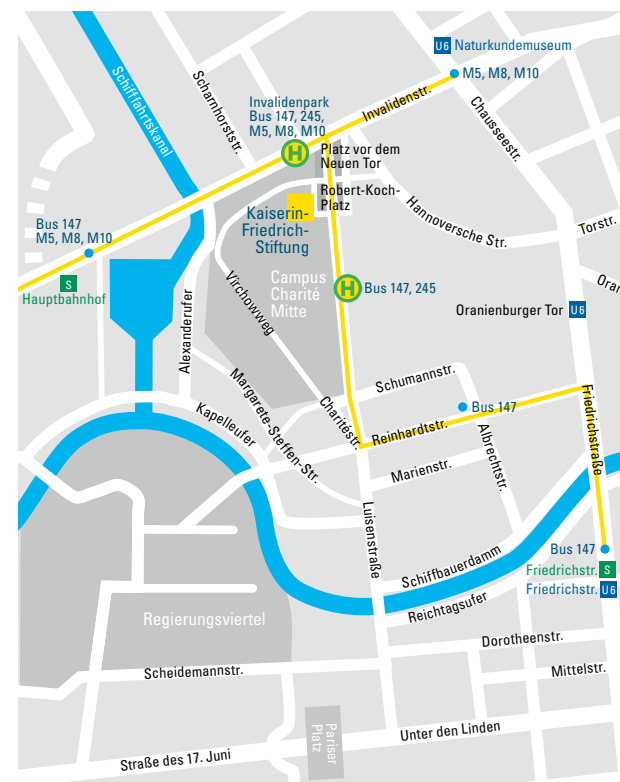 U6 Naturkundemuseum
M5, M8, M10
Schifffahrtskanal
Scharnhorststr.
Invalidenpark
Bus 147, 245,
M5, M8, M10
Invalidenstr.
Chausseestr.
H
Platz vor dem
Neuen Tor
Robert-Koch-
Platz
Kaiserin-
Friedrich-
Stiftung
Hannoversche Str.
Torstr.
Bus 147
M5, M8, M10
S
Hauptbahnhof
Campus
Charité
Mitte
H Bus 147, 245
Virchowweg
Alexanderufer
Oranienburger Tor U6
Schumannstr.
Margarete-Steffen-Str.
Charitéstr.
Kapelleufer
Bus 147
Reinhardtstr.
Friedrichstraße
Albrechtstr.
Marienstr.
Luisenstraße
Schiffbauerdamm
Bus 147
Friedrichstr. S
Friedrichstr. U6
Reichtagsufer
Regierungsviertel
Dorotheenstr.
Scheidemannstr.
Mittelstr.
Pariser
Platz
Unter den Linden
Straße des 17. Juni